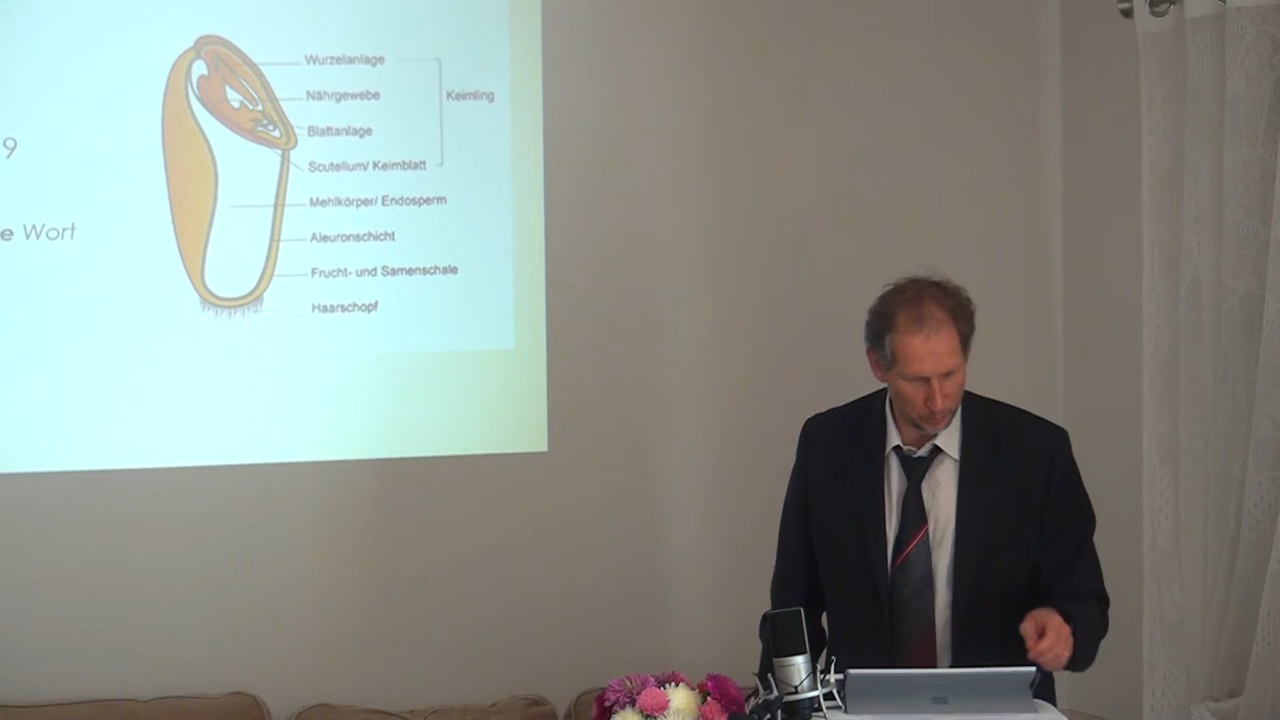 9
e Wort
Wurzelanlage
Nährgewebe
Keimling
Blattanlage
Scutellum/ Keimblatt
Mehlkörper/ Endosperm
Aleuronschicht
Frucht- und Samenschale
Haarschopf